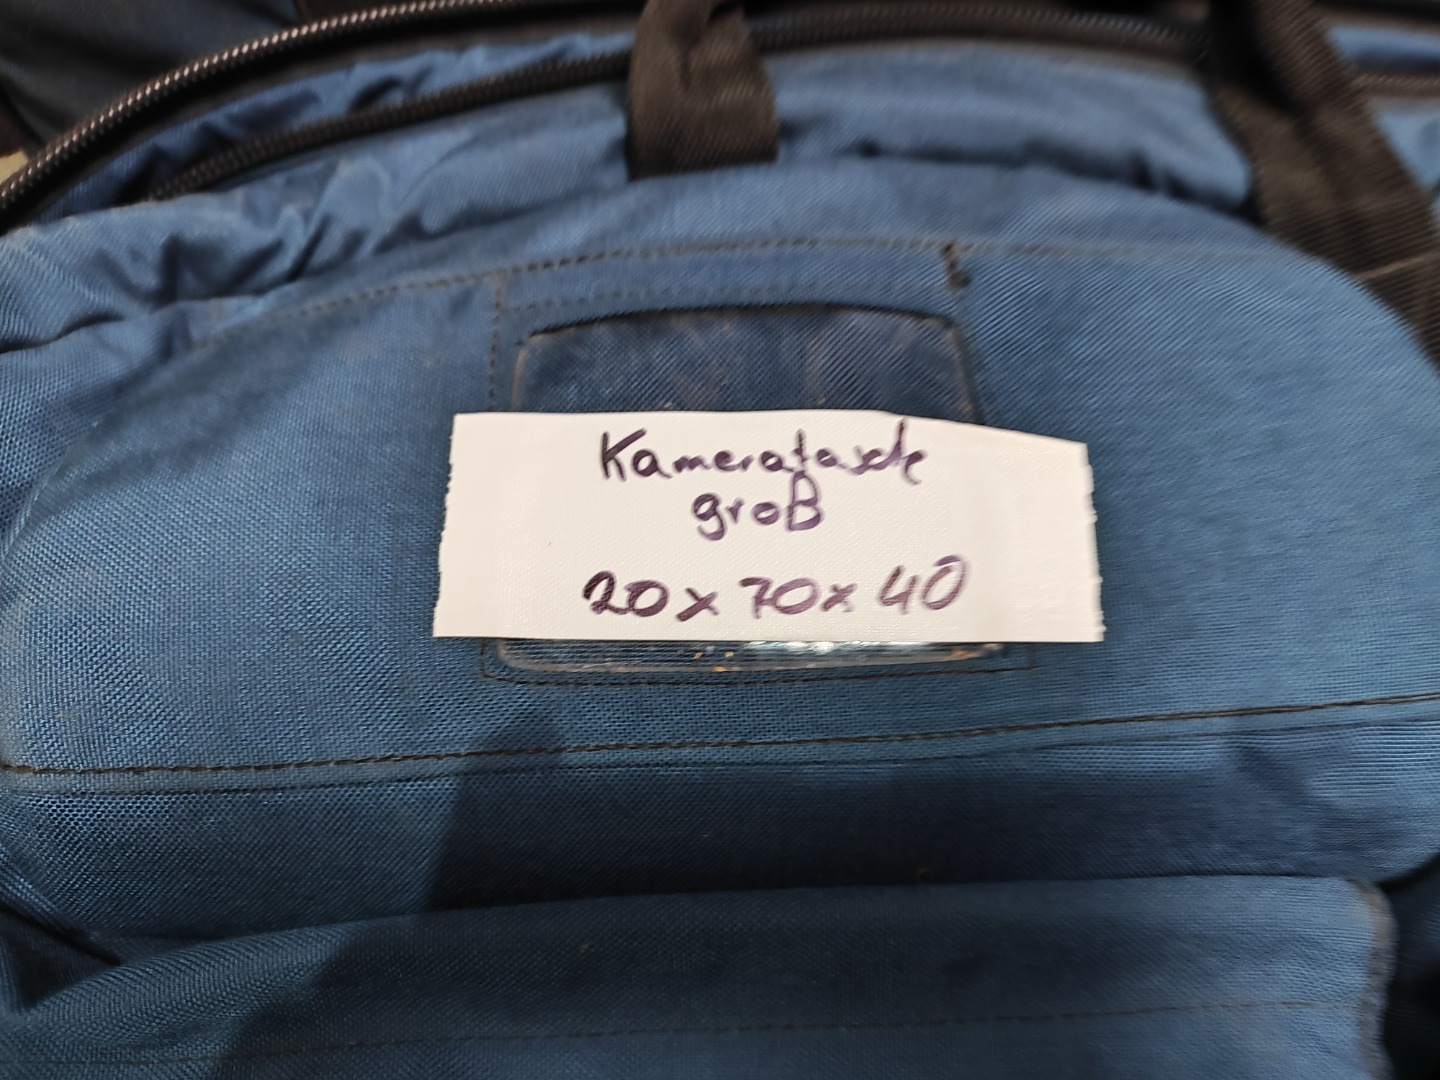 Kameratasche
groß
20 x 70 x 40